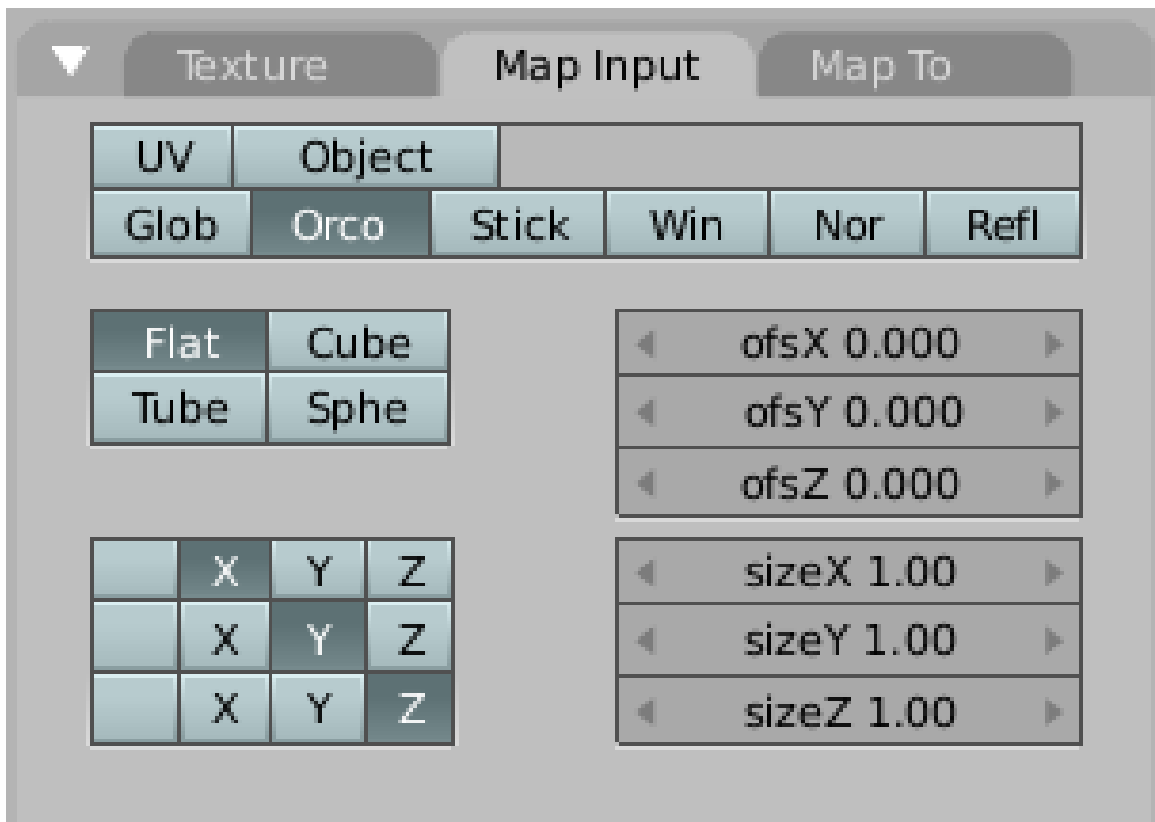 Texture Map Input Map To
UV Object
Glob Orco Stick Win Nor Refl
Flat Cube
Tube Sphe
ofsX 0.000
ofsY 0.000
ofsZ 0.000
X Y Z
X Y Z
X Y Z
sizeX 1.00
sizeY 1.00
sizeZ 1.00